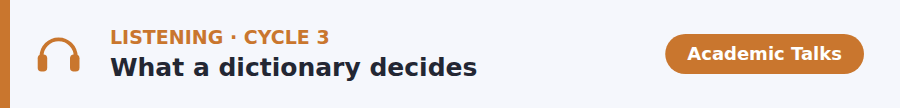 LISTENING · CYCLE 3
What a dictionary decides
Academic Talks